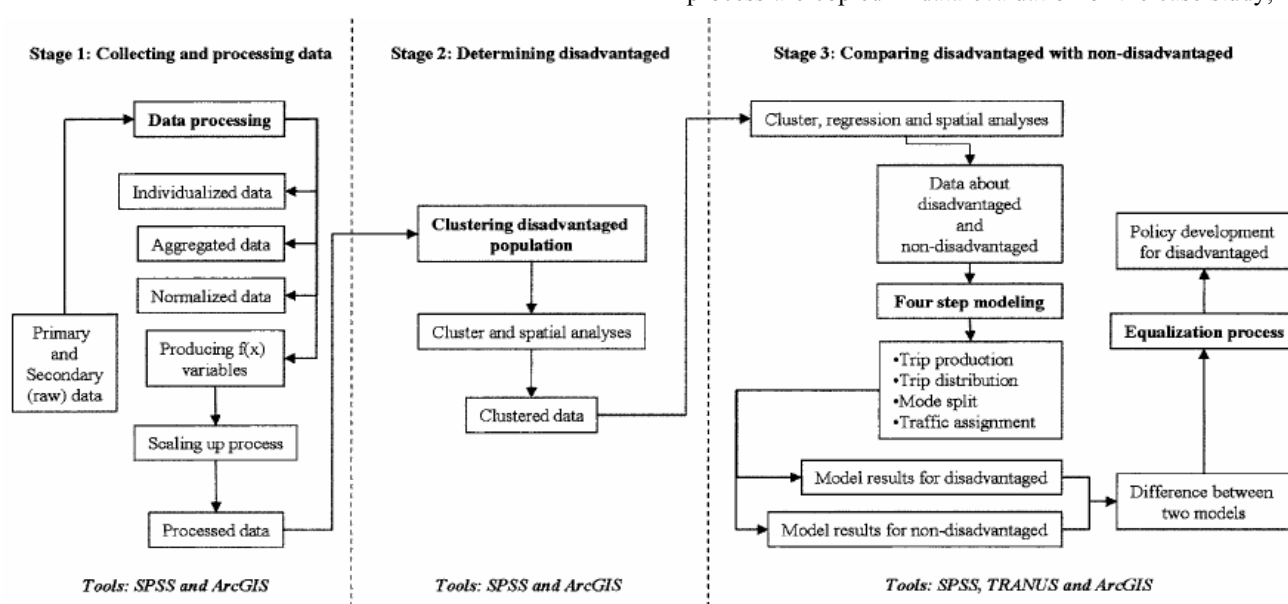 Stage 1: Collecting and processing data
Data processing
Individualized data
Aggregated data
Normalized data
Primary
and
Secondary
(raw) data
Producing f(x)
variables
Scaling up process
Processed data
Tools: SPSS and ArcGIS
Stage 2: Determining disadvantaged
Clustering disadvantaged
population
Cluster and spatial analyses
Clustered data
Tools: SPSS and ArcGIS
Stage 3: Comparing disadvantaged with non-disadvantaged
Cluster, regression and spatial analyses
Data about
disadvantaged
and
non-disadvantaged
Four step modeling
•Trip production
•Trip distribution
•Mode split
•Traffic assignment
Model results for disadvantaged
Model results for non-disadvantaged
Difference between
two models
Equalization process
Policy development
for disadvantaged
Tools: SPSS, TRANUS and ArcGIS